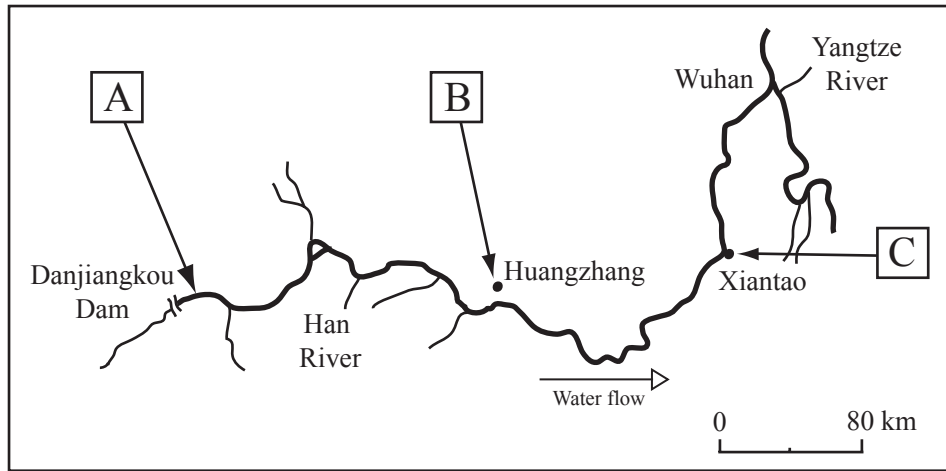 A
B
C
Wuhan
Yangtze
River
Danjiangkou
Dam
Huangzhang
Han
River
Xiantao
Water flow
0
80 km